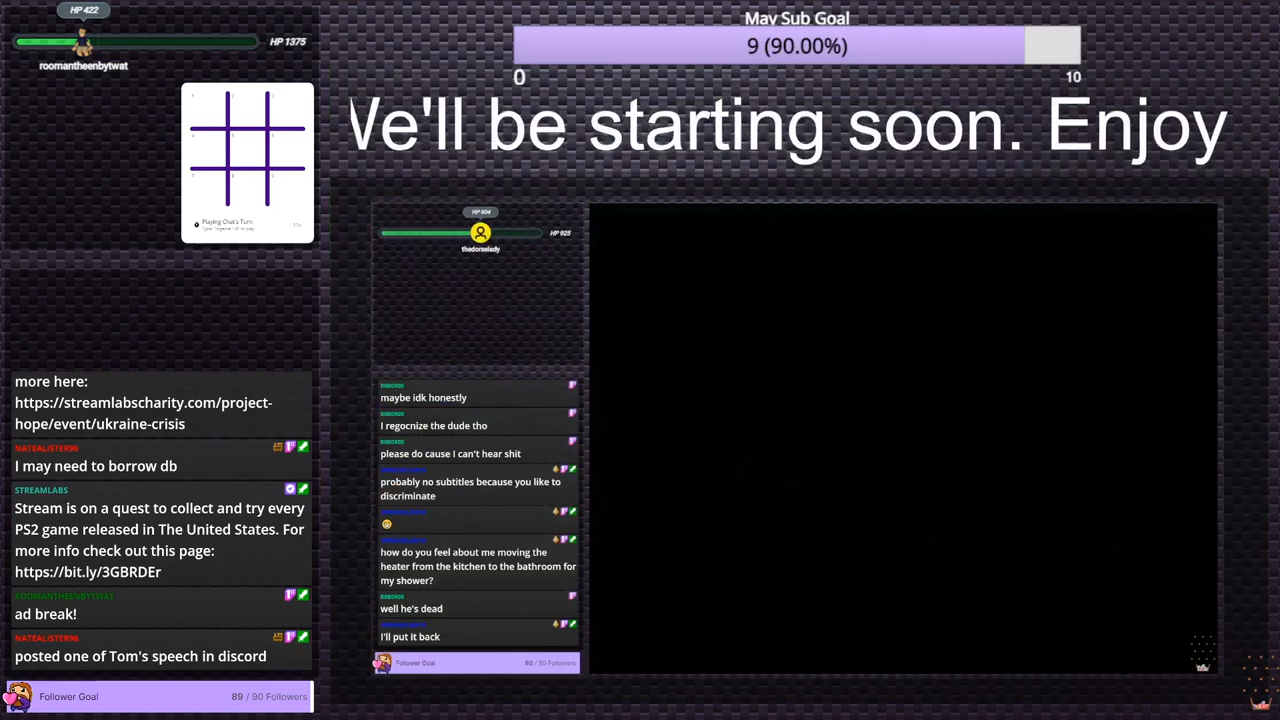 HP 422
HP 1375
roomantheenbytwat
May Sub Goal
9 (90.00%)
0
10
We'll be starting soon. Enjoy
Playing Chat's Turn
more here:
https://streamlabscharity.com/project-
hope/event/ukraine-crisis
NATEALISTER96
I may need to borrow db
STREAMLABS
Stream is on a quest to collect and try every
PS2 game released in The United States. For
more info check out this page:
https://bit.ly/3GBRDEr
ROOMANTHEENBYTWAT
ad break!
NATEALISTER96
posted one of Tom's speech in discord
Follower Goal
89 / 90 Followers
HP 604
HP 925
thedorselady
maybe idk honestly
I regocnize the dude tho
please do cause I can't hear shit
probably no subtitles because you like to
discriminate
how do you feel about me moving the
heater from the kitchen to the bathroom for
my shower?
well he's dead
I'll put it back
Follower Goal
80 / 50 Followers